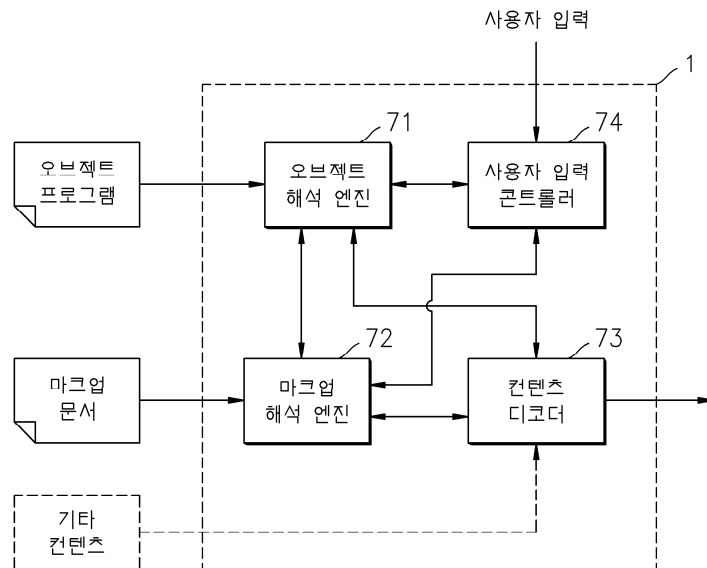 사용자 입력
1
71
74
오브젝트
프로그램
오브젝트
해석 엔진
사용자 입력
콘트롤러
72
73
마크업
문서
마크업
해석 엔진
컨텐츠
디코더
기타
컨텐츠